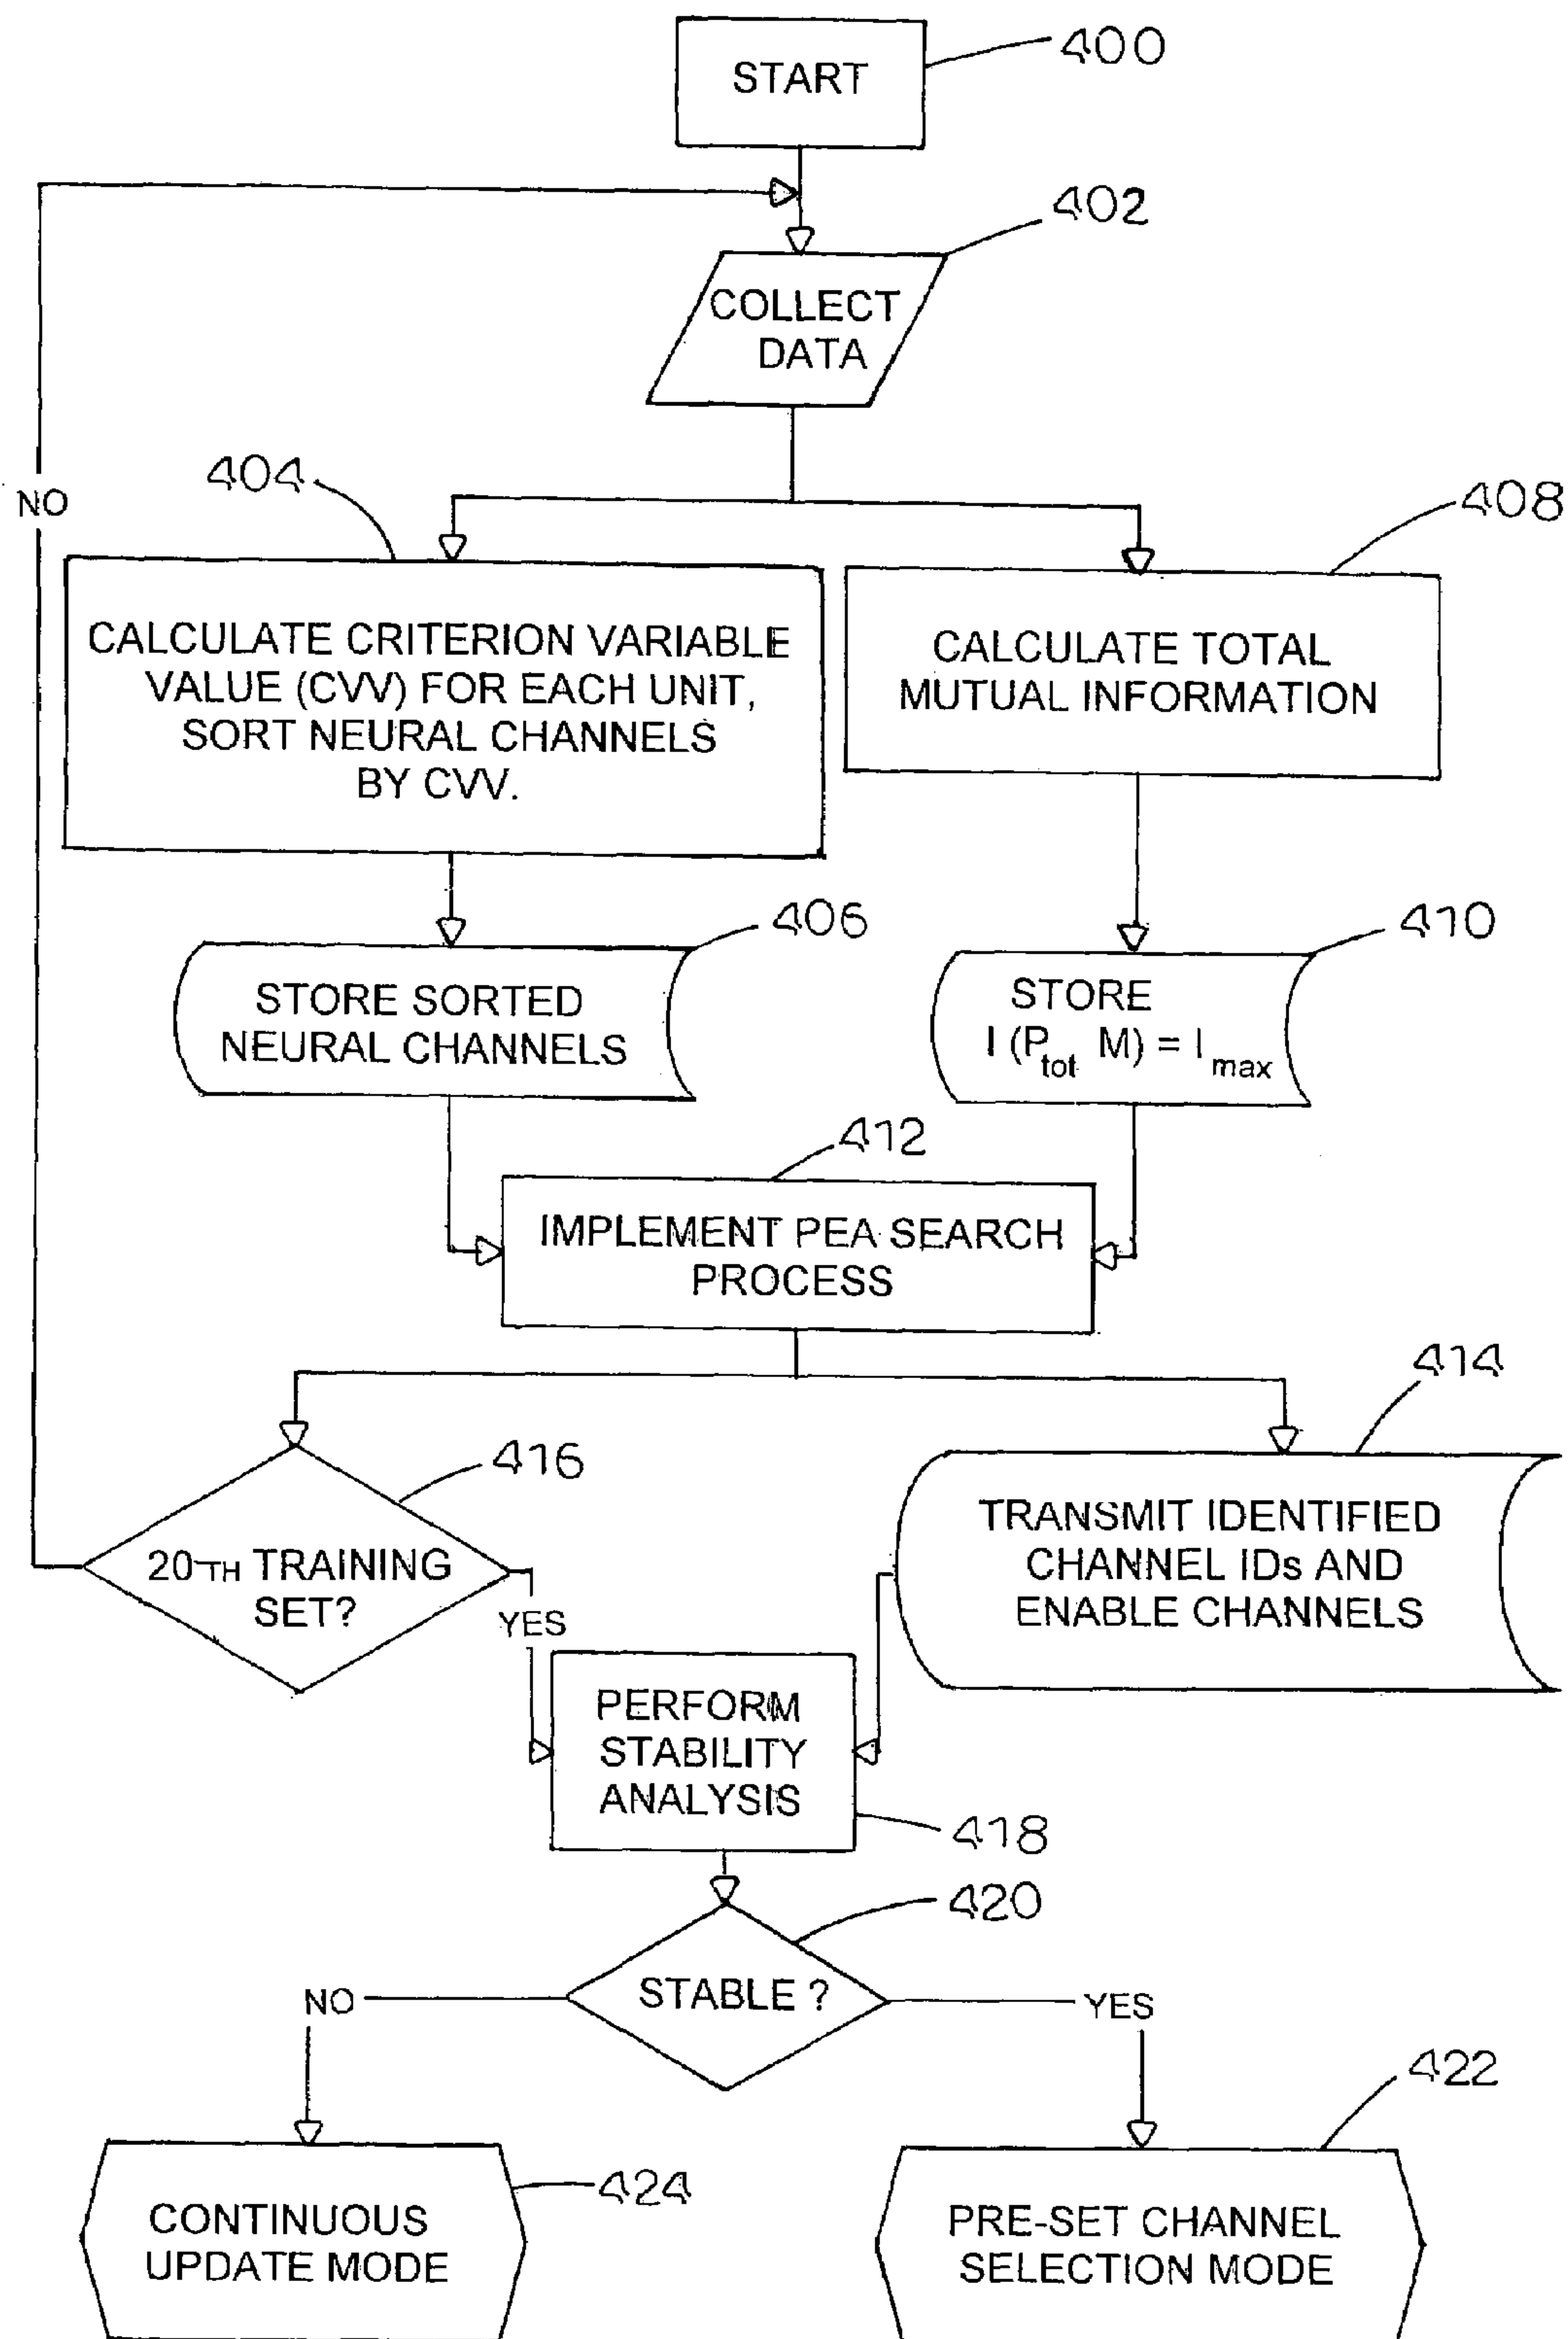 400
START
402
COLLECT
DATA
NO
404
408
CALCULATE CRITERION VARIABLE
VALUE (CVV) FOR EACH UNIT,
SORT NEURAL CHANNELS
BY CVV.
CALCULATE TOTAL
MUTUAL INFORMATION
406
410
STORE SORTED
NEURAL CHANNELS
STORE
I (Ptot M) = Imax
412
IMPLEMENT PEA SEARCH
PROCESS
414
416
20TH TRAINING
SET?
YES
TRANSMIT IDENTIFIED
CHANNEL IDs AND
ENABLE CHANNELS
PERFORM
STABILITY
ANALYSIS
418
420
STABLE ?
NO
YES
422
424
CONTINUOUS
UPDATE MODE
PRE-SET CHANNEL
SELECTION MODE